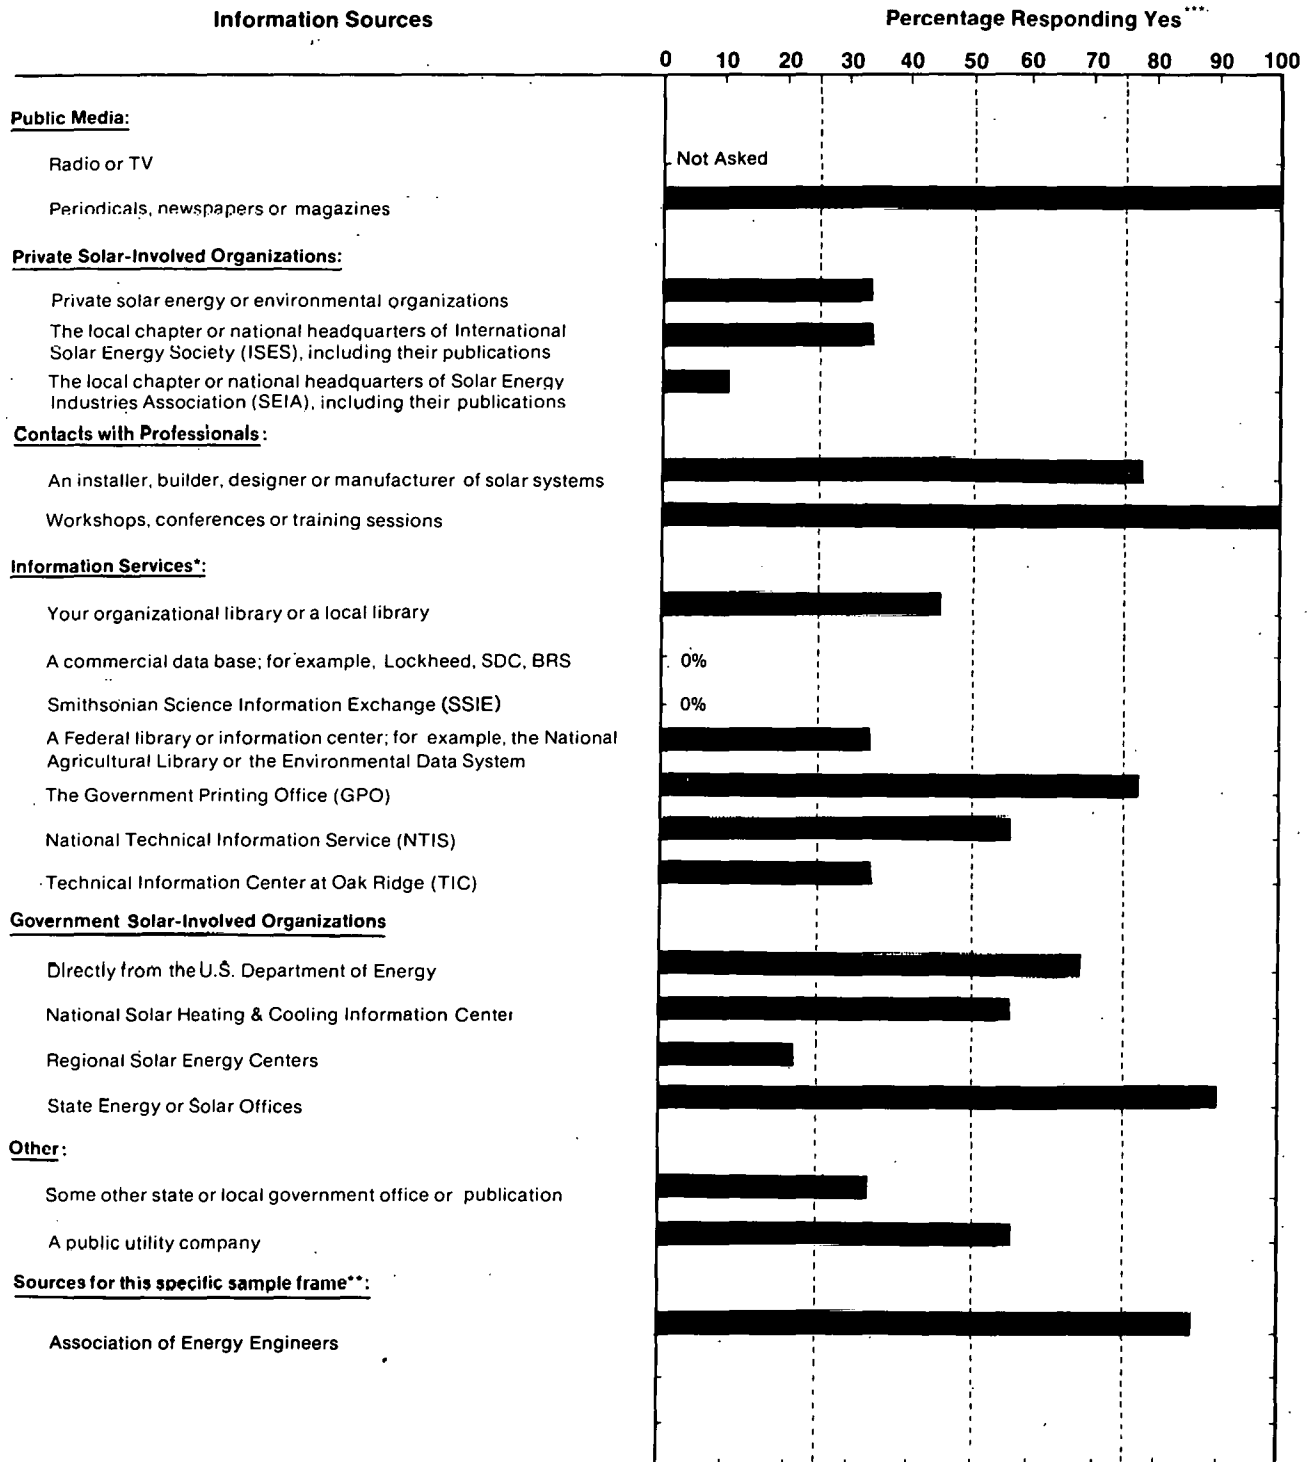 Information Sources
Percentage Responding Yes***
0 10 20 30 40 50 60 70 80 90 100
Public Media:
Radio or TV
Not Asked
Periodicals, newspapers or magazines
Private Solar-Involved Organizations:
Private solar energy or environmental organizations
The local chapter or national headquarters of International
Solar Energy Society (ISES), including their publications
The local chapter or national headquarters of Solar Energy
Industries Association (SEIA), including their publications
Contacts with Professionals:
An installer, builder, designer or manufacturer of solar systems
Workshops, conferences or training sessions
Information Services*:
Your organizational library or a local library
A commercial data base; for example, Lockheed, SDC, BRS
0%
Smithsonian Science Information Exchange (SSIE)
0%
A Federal library or information center; for example, the National
Agricultural Library or the Environmental Data System
The Government Printing Office (GPO)
National Technical Information Service (NTIS)
Technical Information Center at Oak Ridge (TIC)
Government Solar-Involved Organizations
Directly from the U.S. Department of Energy
National Solar Heating & Cooling Information Center
Regional Solar Energy Centers
State Energy or Solar Offices
Other:
Some other state or local government office or publication
A public utility company
Sources for this specific sample frame**:
Association of Energy Engineers